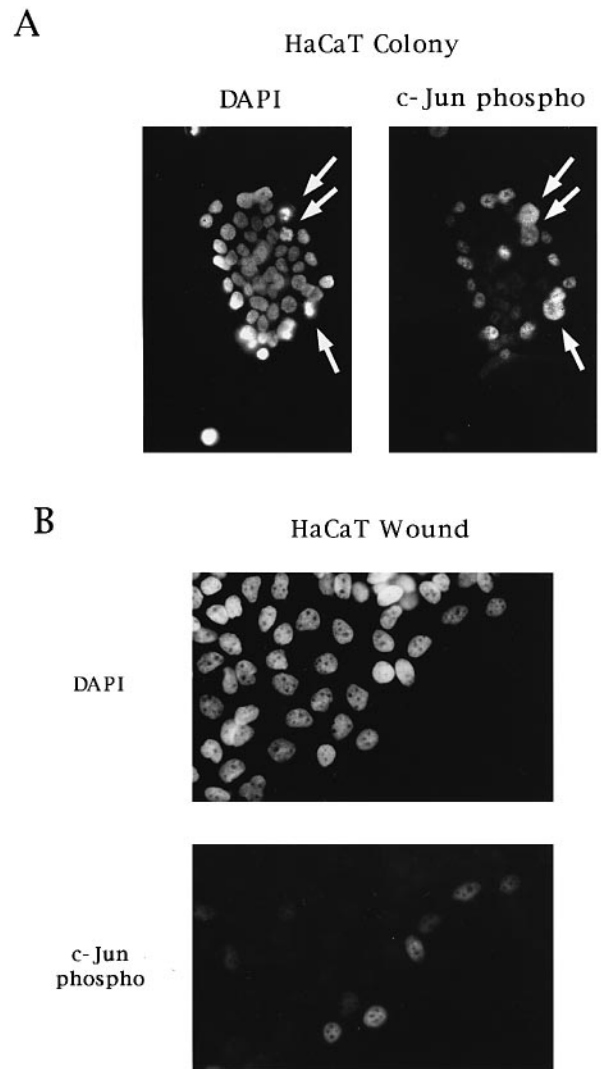 A
HaCaT Colony
DAPI
c-Jun phospho
B
HaCaT Wound
DAPI
c-Jun
phospho